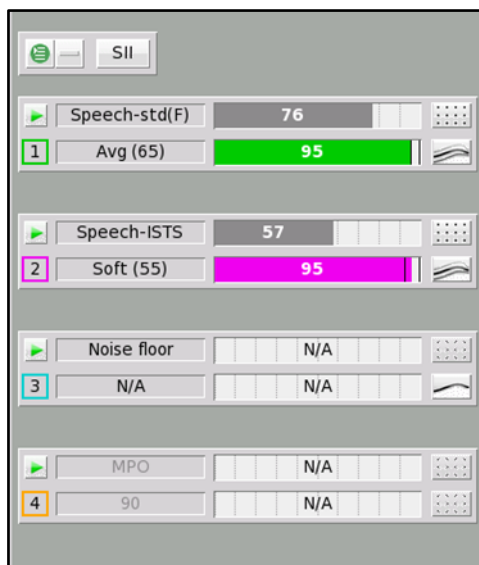 SII
Speech-std(F) 76
1 Avg (65) 95
Speech-ISTS 57
2 Soft (55) 95
Noise floor N/A
3 N/A N/A
MPO N/A
4 90 N/A